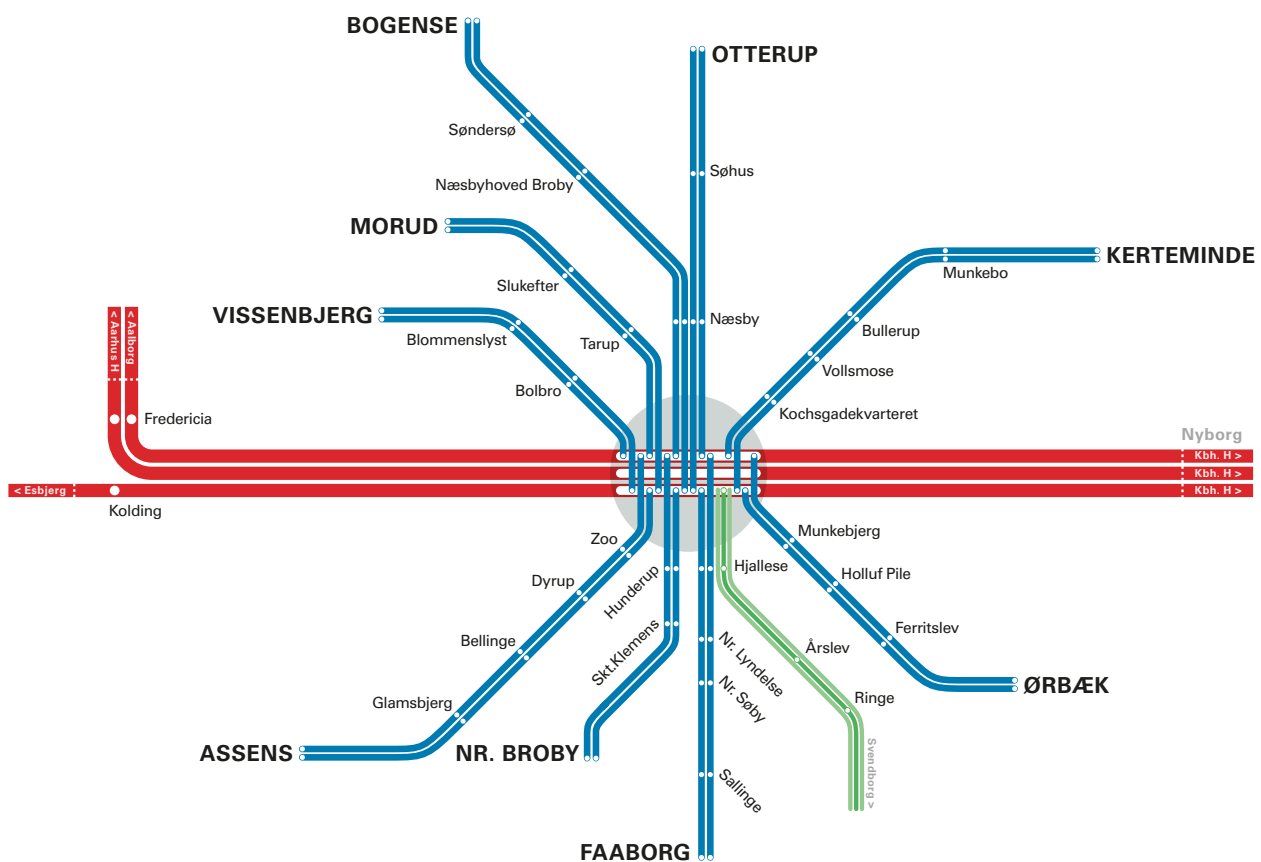 BOGENSE
OTTERUP
Søndersø
Søhus
Næsbyhoved Broby
MORUD
KERTEMINDE
Munkebo
Slukefter
VISSENBJERG
Næsby
Bullerup
Blommenslyst
Tarup
< Aarhus H
< Aalborg
Vollsmose
Bolbro
Kochsgadekvarteret
Fredericia
Nyborg
Kbh. H >
Kbh. H >
< Esbjerg
Kbh. H >
Kolding
Munkebjerg
Zoo
Hjallese
Holluf Pile
Dyrup
Hunderup
Ferritslev
Bellinge
Skt.Klemens
Nr. Lyndelse
Årslev
Nr. Søby
ØRBÆK
Glamsbjerg
Ringe
ASSENS
NR. BROBY
Svendborg >
Sallinge
FAABORG